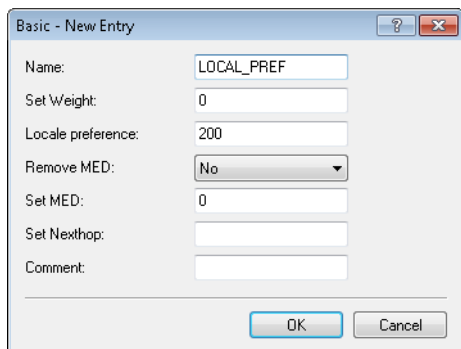 Basic - New Entry
?
Name: LOCAL_PREF
Set Weight: 0
Locale preference: 200
Remove MED: No
Set MED: 0
Set Nexthop:
Comment:
OK Cancel